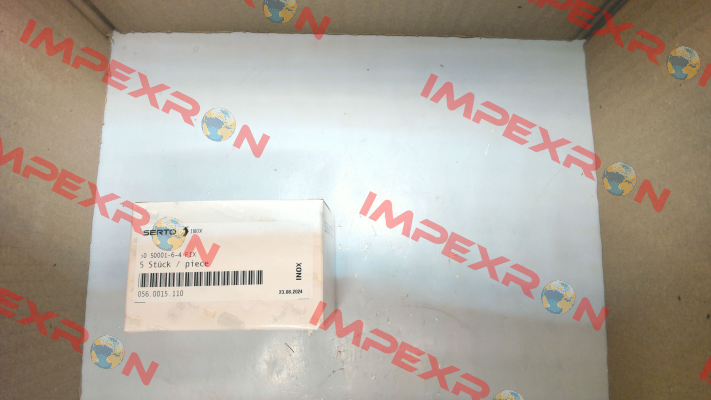 IMPEXRON
IMPEXRON
IMPEXRON
IMPEXRON
IMPEXRON
IMPEXRON
IMPEXRON
SERTO INOX
SO 50001-6-4 FIX
5 Stück / piece
056.0015.110
23.08.2024
INOX